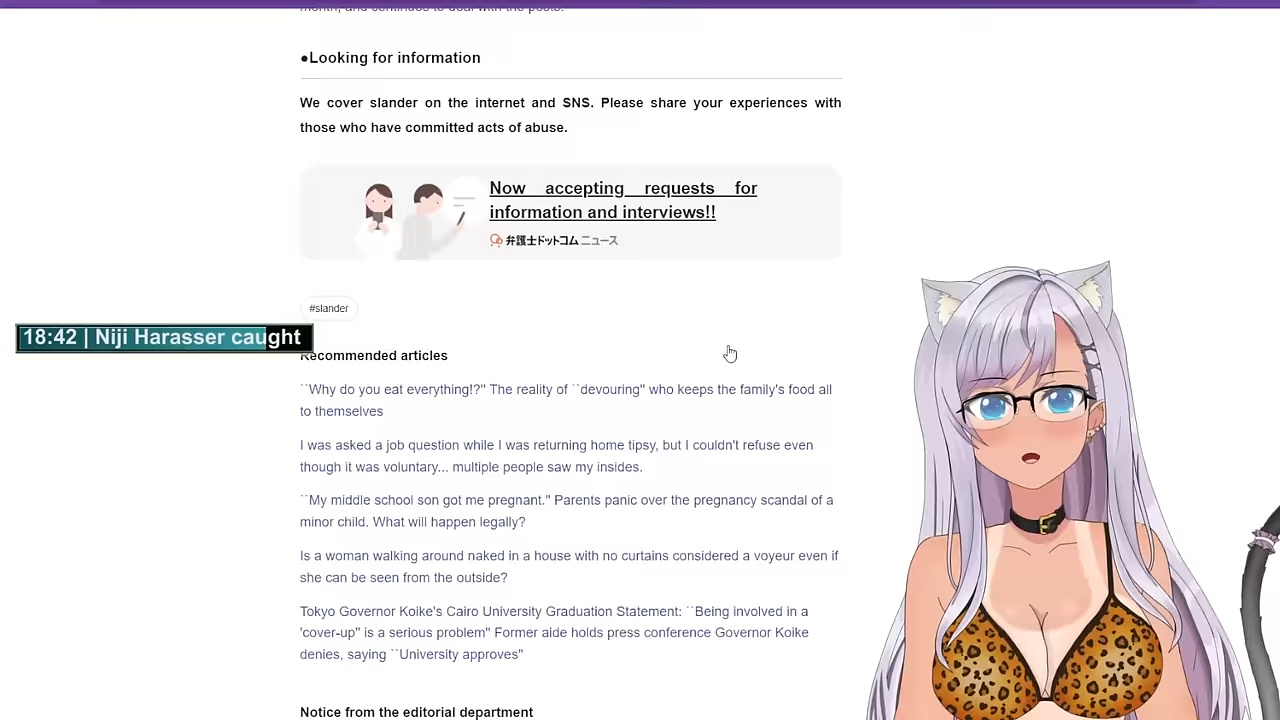 month, and continues to deal with the posts.
●Looking for information
We cover slander on the internet and SNS. Please share your experiences with
those who have committed acts of abuse.
Now accepting requests for
information and interviews!!
弁護士ドットコムニュース
#slander
18:42 | Niji Harasser caught
Recommended articles
``Why do you eat everything!?'' The reality of ``devouring'' who keeps the family's food all
to themselves
I was asked a job question while I was returning home tipsy, but I couldn't refuse even
though it was voluntary... multiple people saw my insides.
``My middle school son got me pregnant.'' Parents panic over the pregnancy scandal of a
minor child. What will happen legally?
Is a woman walking around naked in a house with no curtains considered a voyeur even if
she can be seen from the outside?
Tokyo Governor Koike's Cairo University Graduation Statement: ``Being involved in a
'cover-up'' is a serious problem'' Former aide holds press conference Governor Koike
denies, saying ``University approves''
Notice from the editorial department